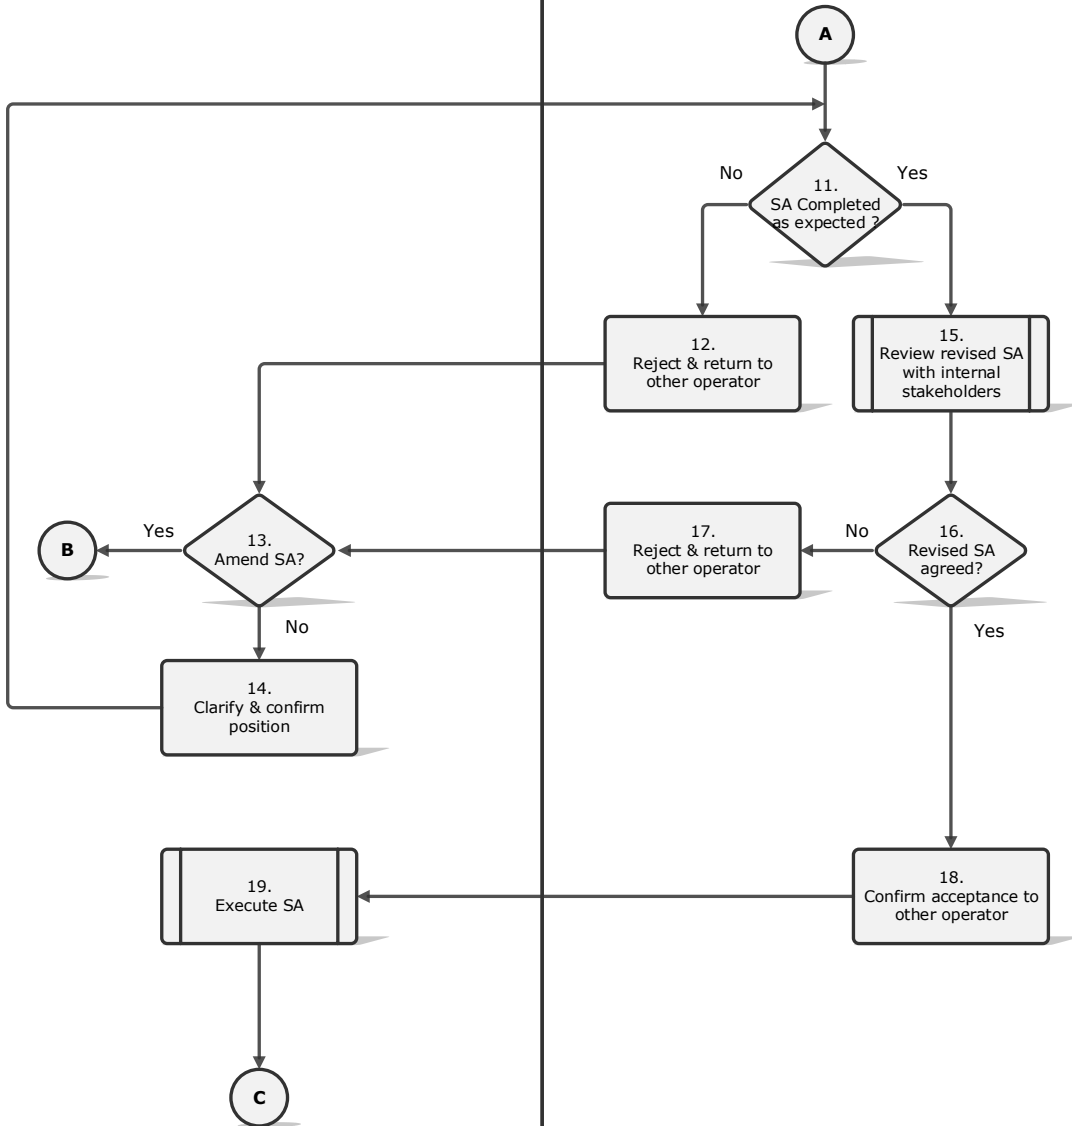 A
No
Yes
11.
SA Completed
as expected ?
12.
Reject & return to
other operator
15.
Review revised SA
with internal
stakeholders
B
Yes
13.
Amend SA?
17.
Reject & return to
other operator
No
16.
Revised SA
agreed?
No
Yes
14.
Clarify & confirm
position
19.
Execute SA
18.
Confirm acceptance to
other operator
C